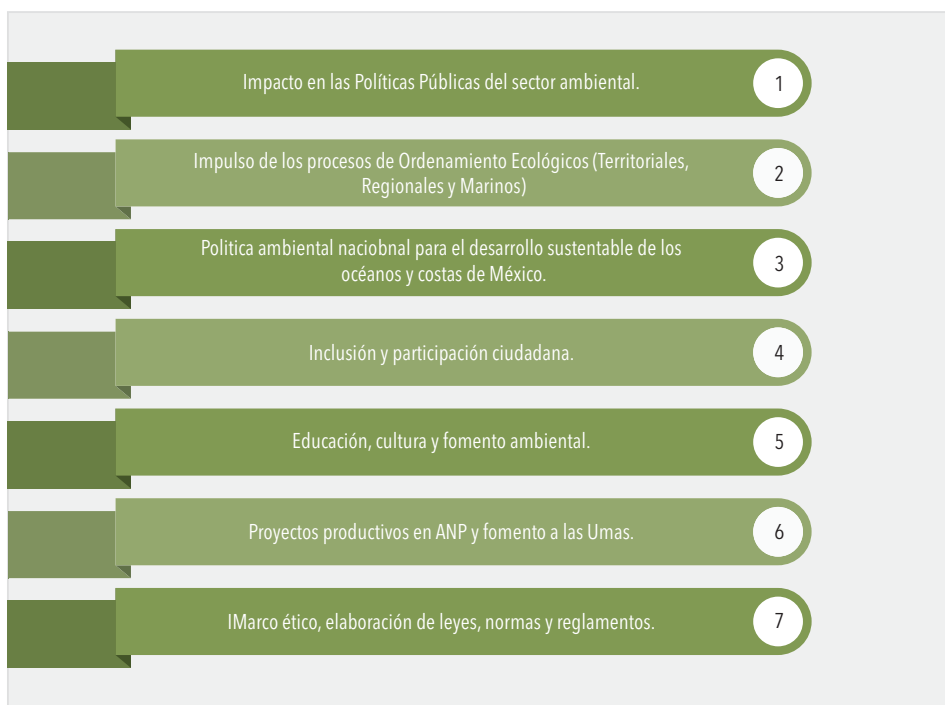 Impacto en las Políticas Públicas del sector ambiental.
1
Impulso de los procesos de Ordenamiento Ecológicos (Territoriales,
Regionales y Marinos)
2
Politica ambiental naciobnal para el desarrollo sustentable de los
océanos y costas de México.
3
Inclusión y participación ciudadana.
4
Educación, cultura y fomento ambiental.
5
Proyectos productivos en ANP y fomento a las Umas.
6
IMarco ético, elaboración de leyes, normas y reglamentos.
7